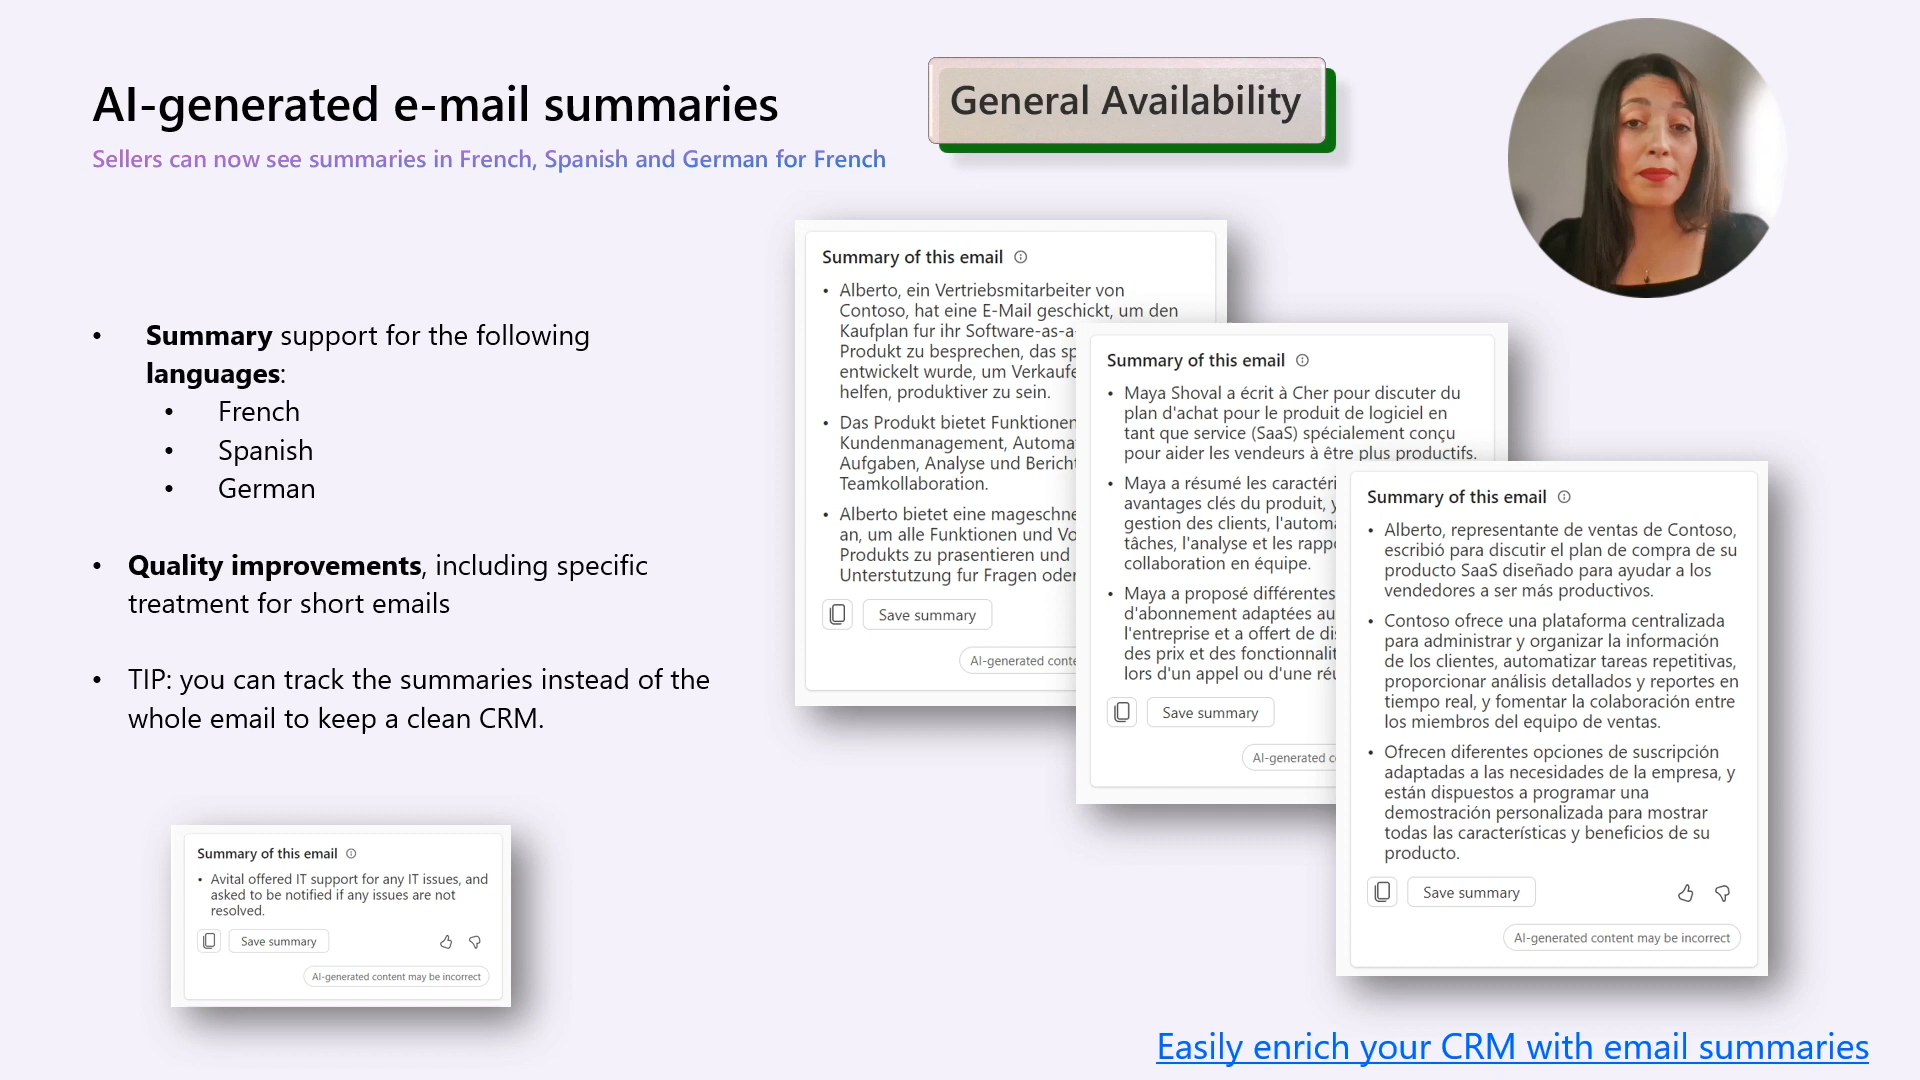 AI-generated e-mail summaries
General Availability
Sellers can now see summaries in French, Spanish and German for French
• Summary support for the following
languages:
• French
• Spanish
• German
• Quality improvements, including specific
treatment for short emails
• TIP: you can track the summaries instead of the
whole email to keep a clean CRM.
Summary of this email
• Avital offered IT support for any IT issues, and
asked to be notified if any issues are not
resolved.
Save summary
AI-generated content may be incorrect
Summary of this email
• Alberto, ein Vertriebsmitarbeiter von
Contoso, hat eine E-Mail geschickt, um den
Kaufplan fur ihr Software-as-a-
Produkt zu besprechen, das sp
entwickelt wurde, um Verkaufe
helfen, produktiver zu sein.
• Das Produkt bietet Funktionen
Kundenmanagement, Automa
Aufgaben, Analyse und Bericht
Teamkollaboration.
• Alberto bietet eine mageschne
an, um alle Funktionen und Vo
Produkts zu prasentieren und
Unterstutzung fur Fragen oder
Save summary
AI-generated conte
Summary of this email
• Maya Shoval a écrit à Cher pour discuter du
plan d'achat pour le produit de logiciel en
tant que service (SaaS) spécialement conçu
pour aider les vendeurs à être plus productifs.
• Maya a résumé les caractéri
avantages clés du produit, y
gestion des clients, l'automa
tâches, l'analyse et les rappo
collaboration en équipe.
• Maya a proposé différentes
d'abonnement adaptées au
l'entreprise et a offert de dis
des prix et des fonctionnalit
lors d'un appel ou d'une réu
Save summary
AI-generated co
Summary of this email
• Alberto, representante de ventas de Contoso,
escribió para discutir el plan de compra de su
producto SaaS diseñado para ayudar a los
vendedores a ser más productivos.
• Contoso ofrece una plataforma centralizada
para administrar y organizar la información
de los clientes, automatizar tareas repetitivas,
proporcionar análisis detallados y reportes en
tiempo real, y fomentar la colaboración entre
los miembros del equipo de ventas.
• Ofrecen diferentes opciones de suscripción
adaptadas a las necesidades de la empresa, y
están dispuestos a programar una
demostración personalizada para mostrar
todas las características y beneficios de su
producto.
Save summary
AI-generated content may be incorrect
Easily enrich your CRM with email summaries